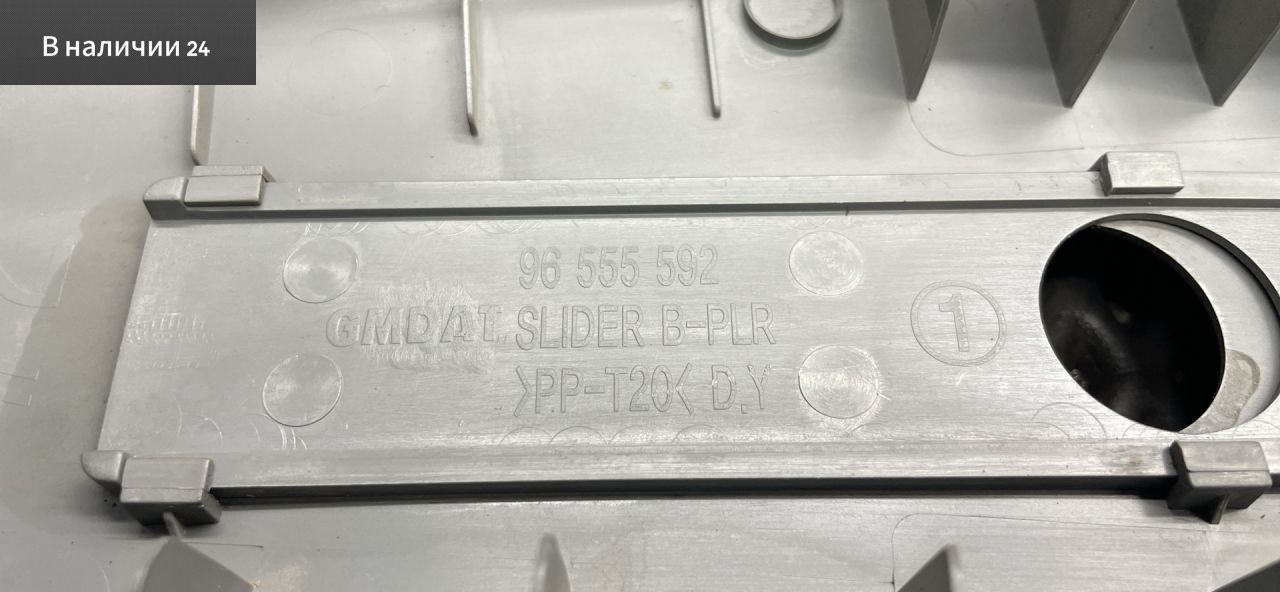 В наличии 24
96 555 592
GMDAT SLIDER B-PLR
>PP-T20< D.Y
1